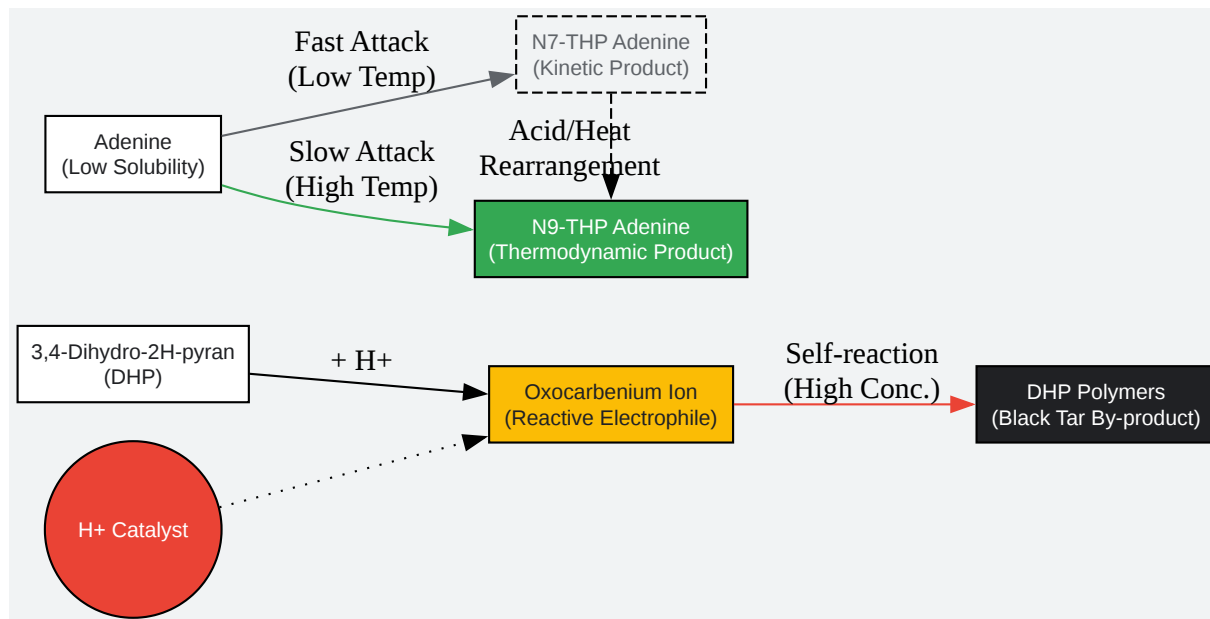 Fast Attack
(Low Temp)
N7-THP Adenine
(Kinetic Product)
Adenine
(Low Solubility)
Slow Attack
(High Temp)
Acid/Heat
Rearrangement
N9-THP Adenine
(Thermodynamic Product)
3,4-Dihydro-2H-pyran
(DHP)
+ H+
Oxocarbenium Ion
(Reactive Electrophile)
Self-reaction
(High Conc.)
DHP Polymers
(Black Tar By-product)
H+ Catalyst